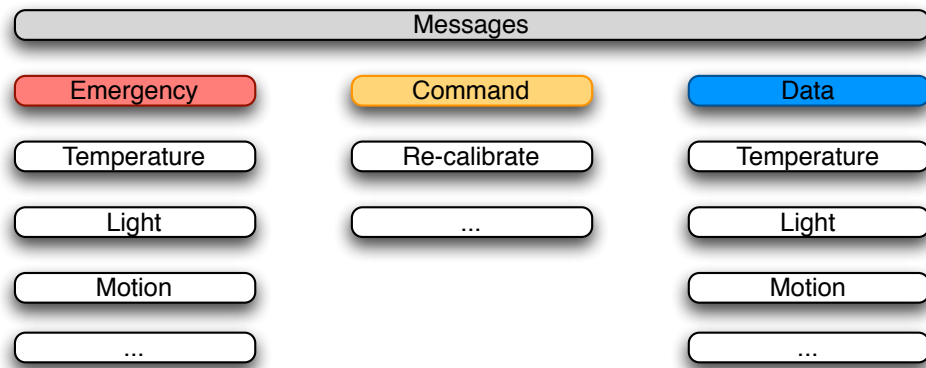 Messages
Emergency
Command
Data
Temperature
Re-calibrate
Temperature
Light
...
Light
Motion
Motion
...
...